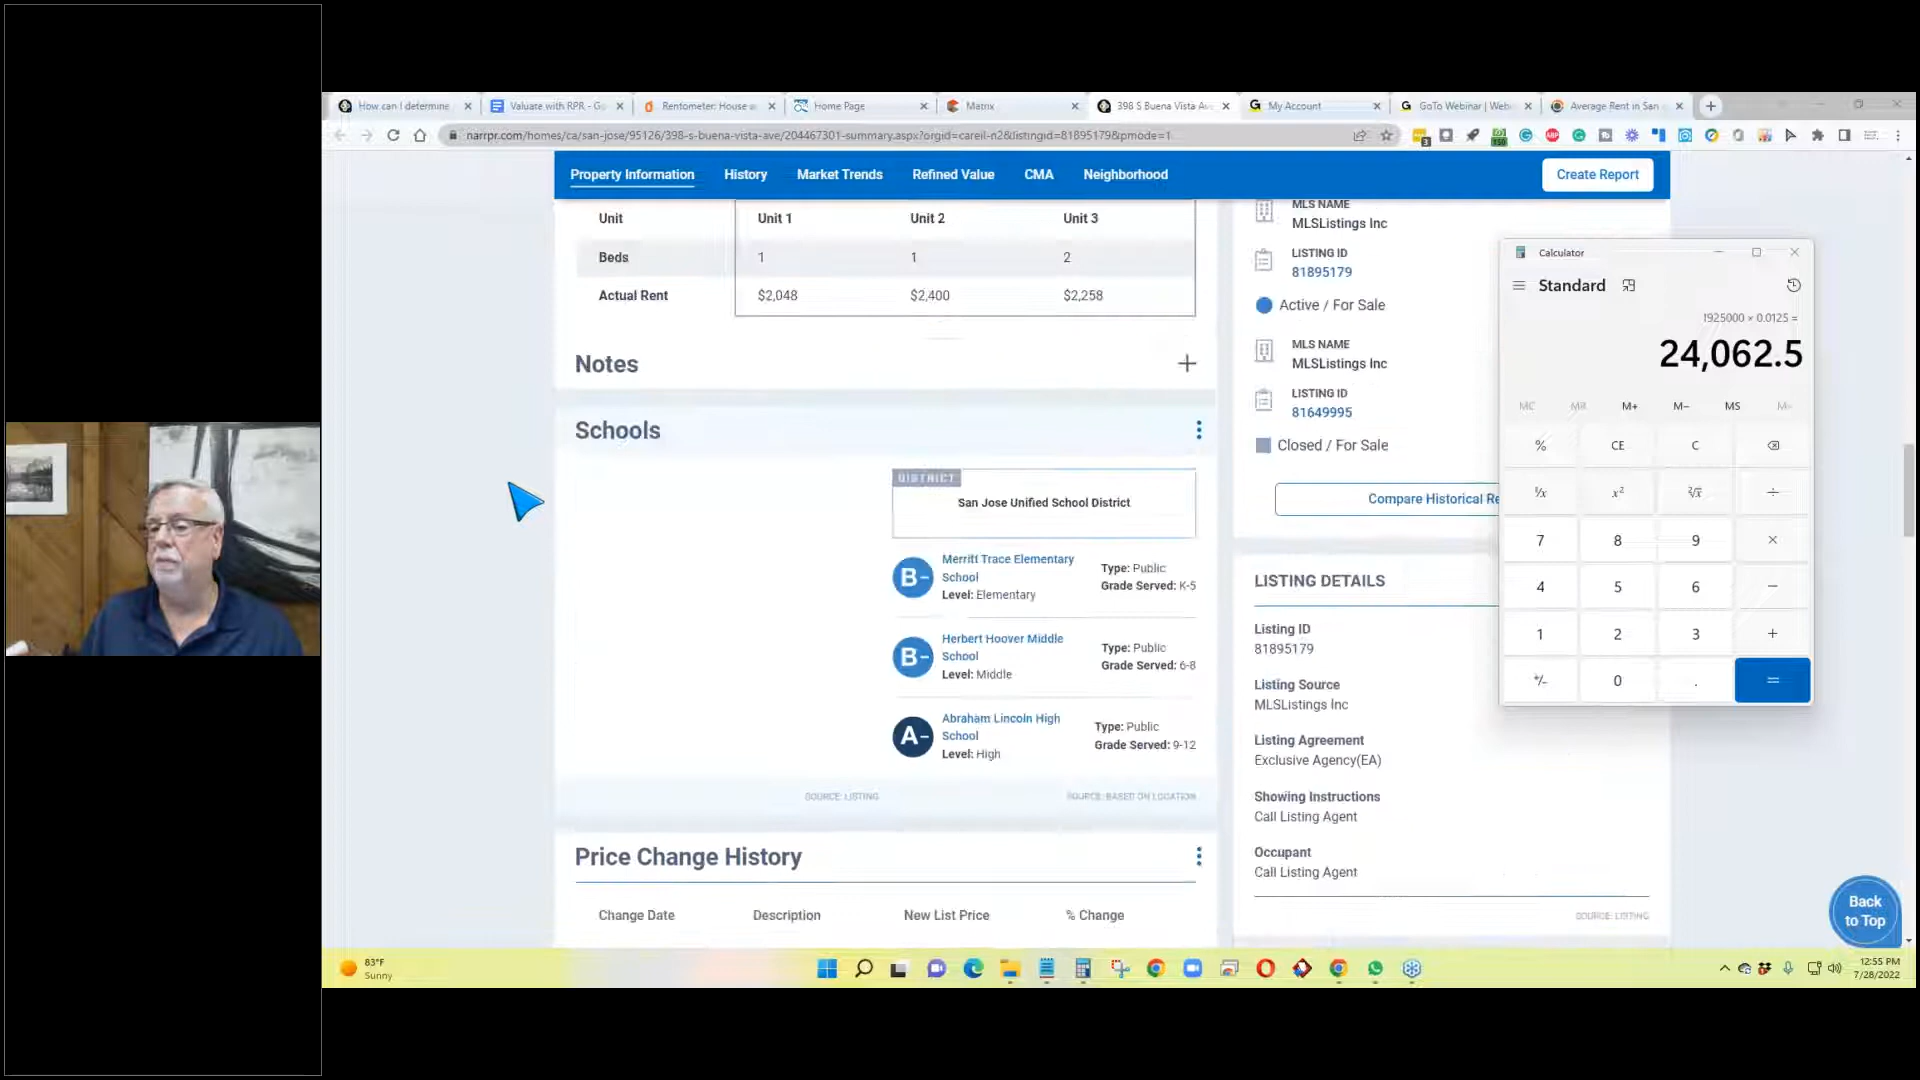 How can I determine
Valuate with RPR - Go
Rentometer: House a
Home Page
Matrix
398 S Buena Vista Ave
My Account
GoTo Webinar | Web
Average Rent in San
narrpr.com/homes/ca/san-jose/95126/398-s-buena-vista-ave/204467301-summary.aspx?orgid=careil-n2&listingid=81895179&pmode=1
Property Information
History
Market Trends
Refined Value
CMA
Neighborhood
Create Report
Unit
Unit 1
Unit 2
Unit 3
Beds
1
1
2
Actual Rent
$2,048
$2,400
$2,258
Notes
Schools
DISTRICT
San Jose Unified School District
B-
Merritt Trace Elementary
School
Level: Elementary
Type: Public
Grade Served: K-5
B-
Herbert Hoover Middle
School
Level: Middle
Type: Public
Grade Served: 6-8
A-
Abraham Lincoln High
School
Level: High
Type: Public
Grade Served: 9-12
SOURCE: LISTING
SOURCE: BASED ON LOCATION
Price Change History
Change Date
Description
New List Price
% Change
MLS NAME
MLSListings Inc
LISTING ID
81895179
Active / For Sale
MLS NAME
MLSListings Inc
LISTING ID
81649995
Closed / For Sale
Compare Historical Re
LISTING DETAILS
Listing ID
81895179
Listing Source
MLSListings Inc
Listing Agreement
Exclusive Agency(EA)
Showing Instructions
Call Listing Agent
Occupant
Call Listing Agent
SOURCE: LISTING
Calculator
Standard
1925000 × 0.0125 =
24,062.5
MC MR M+ M− MS
% CE C
¹/x x² ²√x ÷
7 8 9 ×
4 5 6 −
1 2 3 +
+/− 0 . =
Back
to Top
83°F
Sunny
12:55 PM
7/28/2022